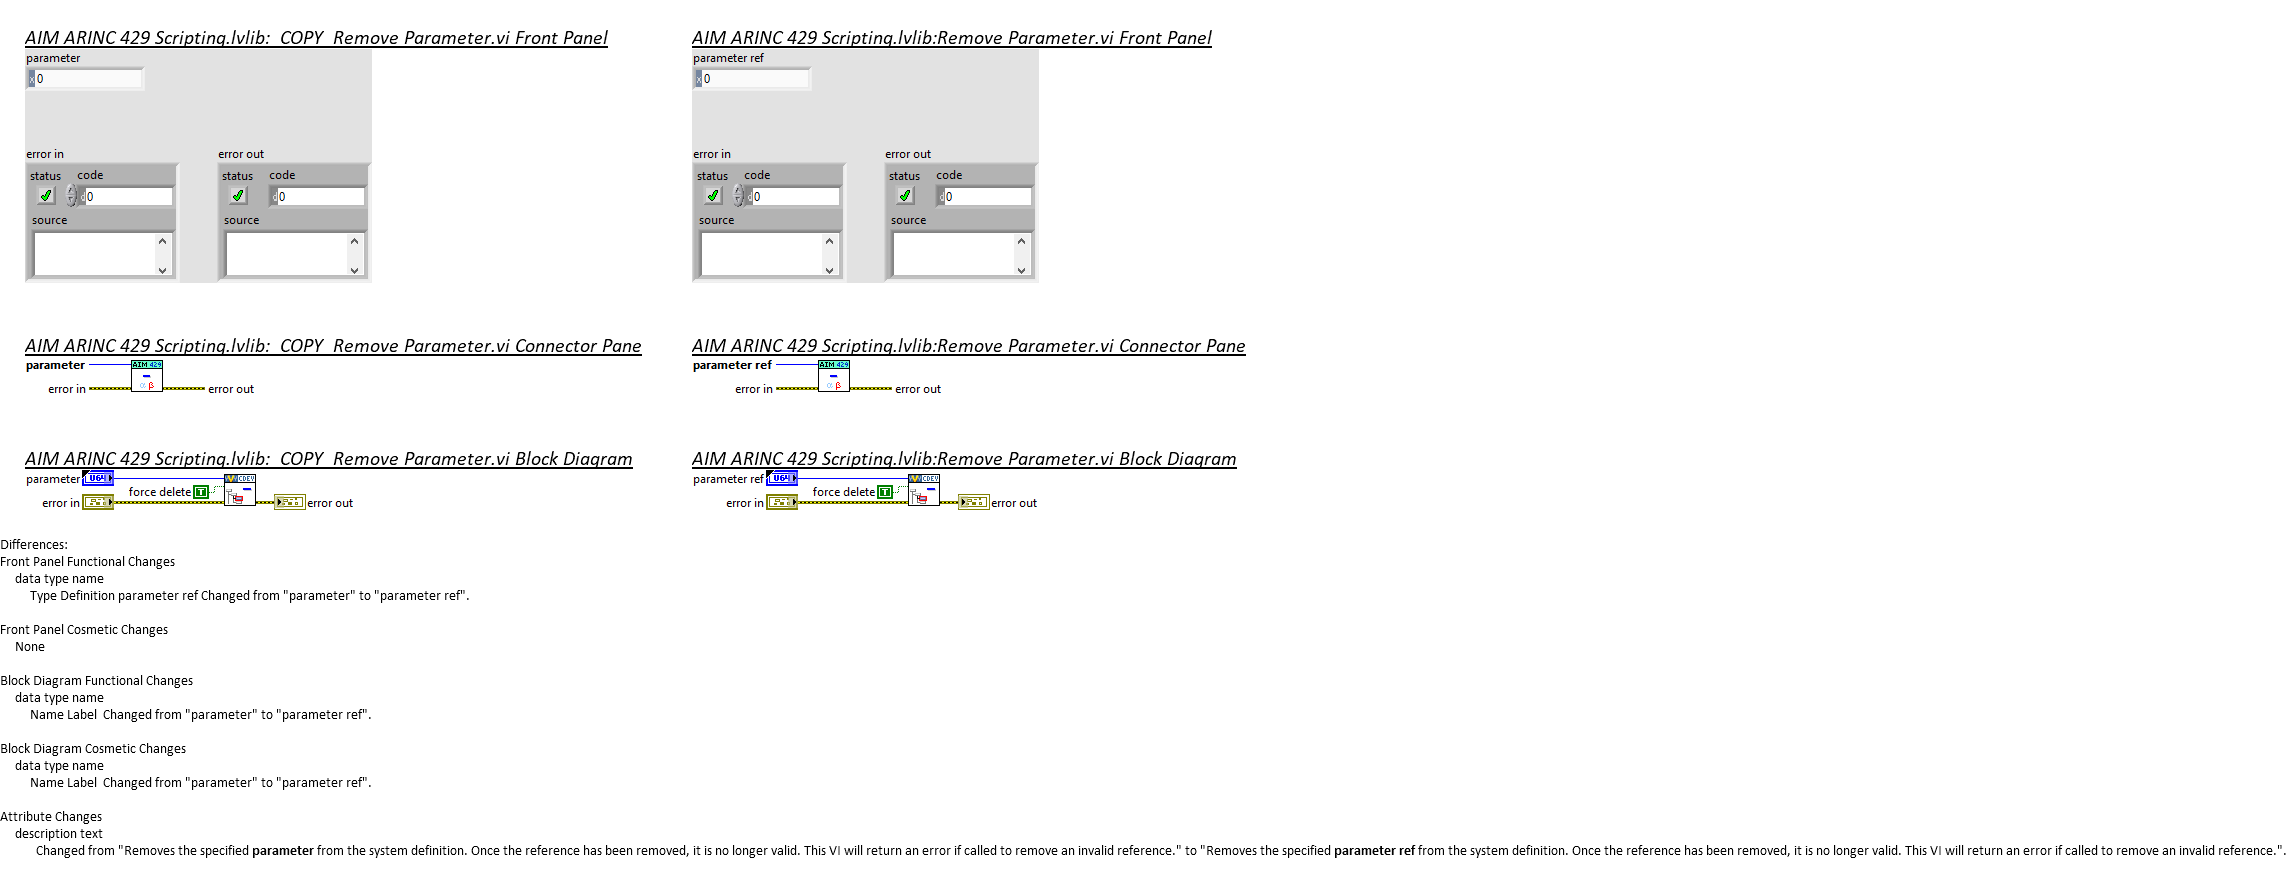 AIM ARINC 429 Scripting.lvlib:  COPY  Remove Parameter.vi Front Panel
parameter
x 0
error in
error out
status code
status code
d 0
d 0
source
source
AIM ARINC 429 Scripting.lvlib:Remove Parameter.vi Front Panel
parameter ref
x 0
error in
error out
status code
status code
d 0
d 0
source
source
AIM ARINC 429 Scripting.lvlib:  COPY  Remove Parameter.vi Connector Pane
parameter
AIM 429
α β
error in
error out
AIM ARINC 429 Scripting.lvlib:Remove Parameter.vi Connector Pane
parameter ref
AIM 429
α β
error in
error out
AIM ARINC 429 Scripting.lvlib:  COPY  Remove Parameter.vi Block Diagram
parameter
U64
CDEV
force delete
T
error in
error out
AIM ARINC 429 Scripting.lvlib:Remove Parameter.vi Block Diagram
parameter ref
U64
CDEV
force delete
T
error in
error out
Differences:
Front Panel Functional Changes
data type name
Type Definition parameter ref Changed from "parameter" to "parameter ref".
Front Panel Cosmetic Changes
None
Block Diagram Functional Changes
data type name
Name Label  Changed from "parameter" to "parameter ref".
Block Diagram Cosmetic Changes
data type name
Name Label  Changed from "parameter" to "parameter ref".
Attribute Changes
description text
Changed from "Removes the specified parameter from the system definition. Once the reference has been removed, it is no longer valid. This VI will return an error if called to remove an invalid reference." to "Removes the specified parameter ref from the system definition. Once the reference has been removed, it is no longer valid. This VI will return an error if called to remove an invalid reference.".